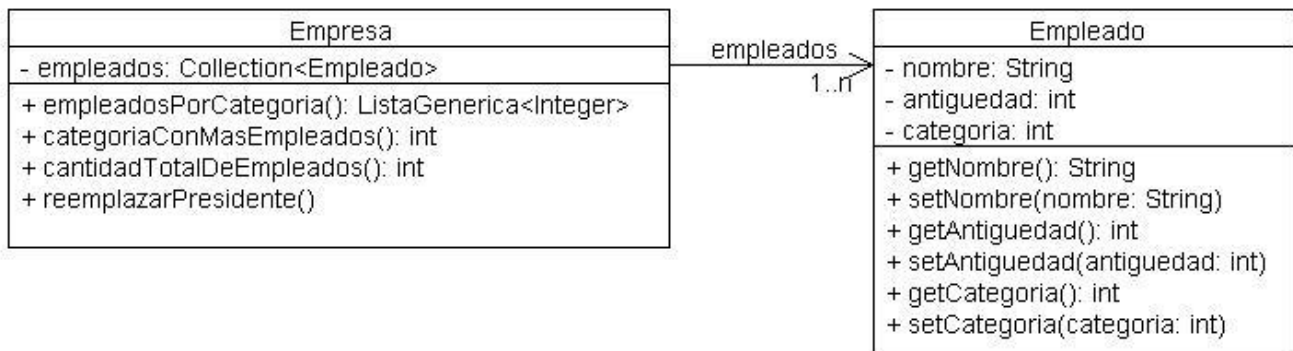 Empresa
- empleados: Collection<Empleado>
+ empleadosPorCategoria(): ListaGenerica<Integer>
+ categoriaConMasEmpleados(): int
+ cantidadTotalDeEmpleados(): int
+ reemplazarPresidente()
empleados
1..n
Empleado
- nombre: String
- antiguedad: int
- categoria: int
+ getNombre(): String
+ setNombre(nombre: String)
+ getAntiguedad(): int
+ setAntiguedad(antiguedad: int)
+ getCategoria(): int
+ setCategoria(categoria: int)